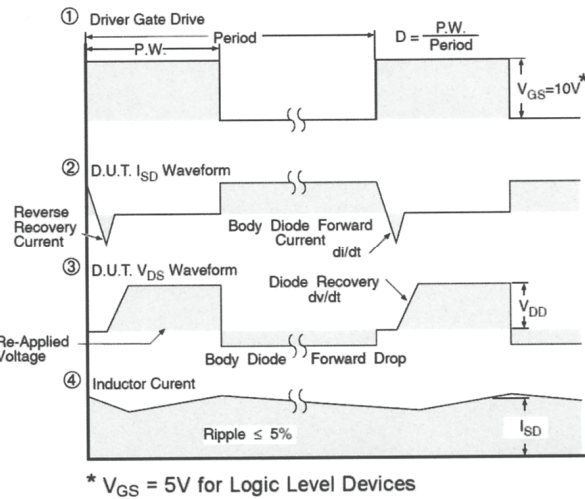 ① Driver Gate Drive
Period
P.W.
D = P.W. / Period
V_GS=10V*
② D.U.T. I_SD Waveform
Reverse
Recovery
Current
Body Diode Forward
Current
di/dt
③ D.U.T. V_DS Waveform
Diode Recovery
dv/dt
V_DD
Re-Applied
Voltage
Body Diode Forward Drop
④ Inductor Curent
Ripple ≤ 5%
I_SD
* V_GS = 5V for Logic Level Devices